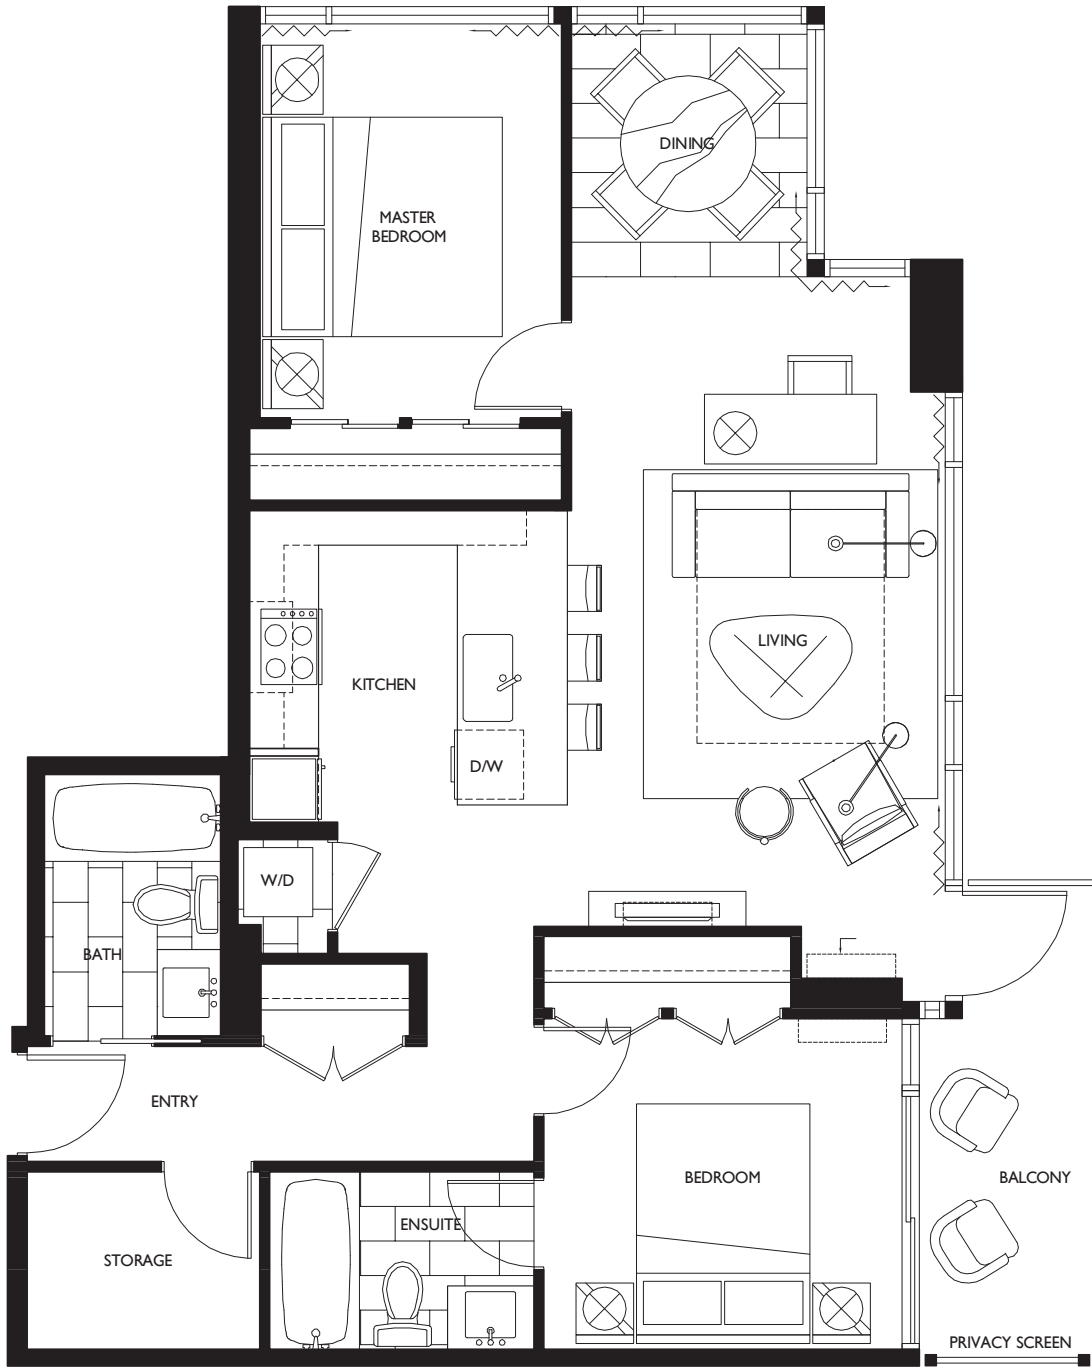 DINING
MASTER
BEDROOM
LIVING
KITCHEN
D/W
W/D
BATH
ENTRY
BEDROOM
BALCONY
ENSUITE
STORAGE
PRIVACY SCREEN